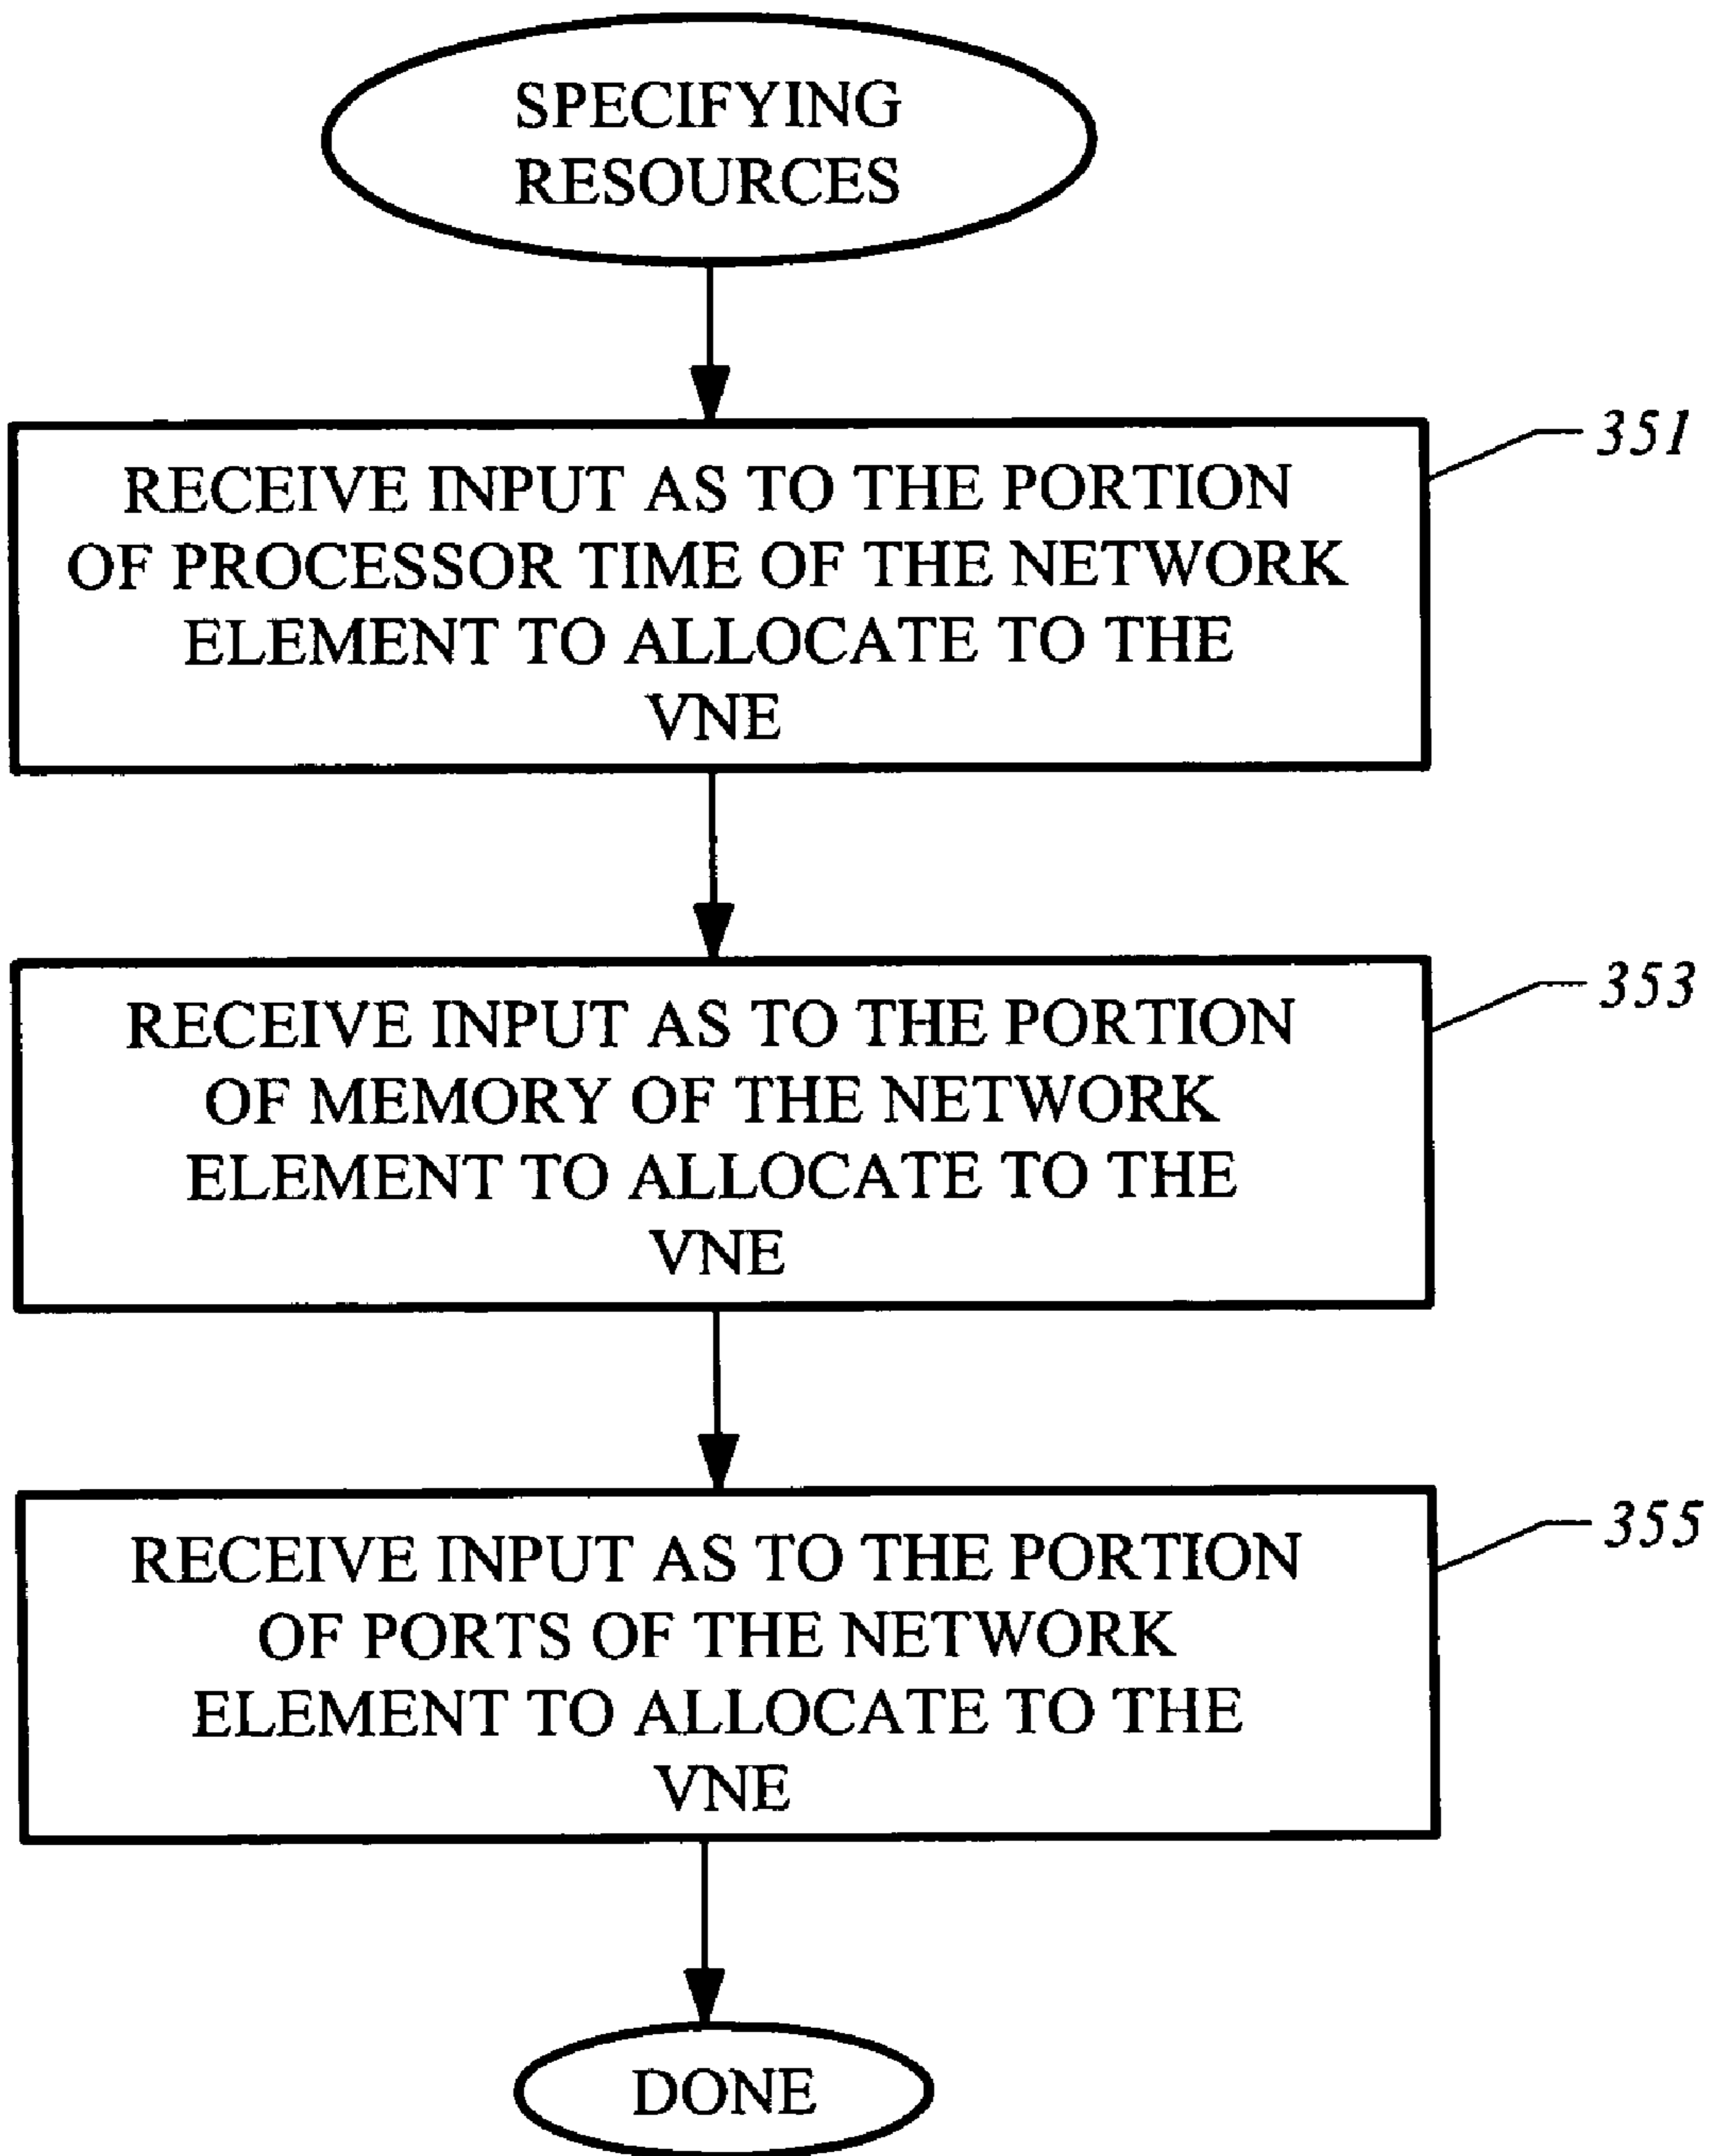 SPECIFYING
RESOURCES
351
RECEIVE INPUT AS TO THE PORTION
OF PROCESSOR TIME OF THE NETWORK
ELEMENT TO ALLOCATE TO THE
VNE
353
RECEIVE INPUT AS TO THE PORTION
OF MEMORY OF THE NETWORK
ELEMENT TO ALLOCATE TO THE
VNE
355
RECEIVE INPUT AS TO THE PORTION
OF PORTS OF THE NETWORK
ELEMENT TO ALLOCATE TO THE
VNE
DONE